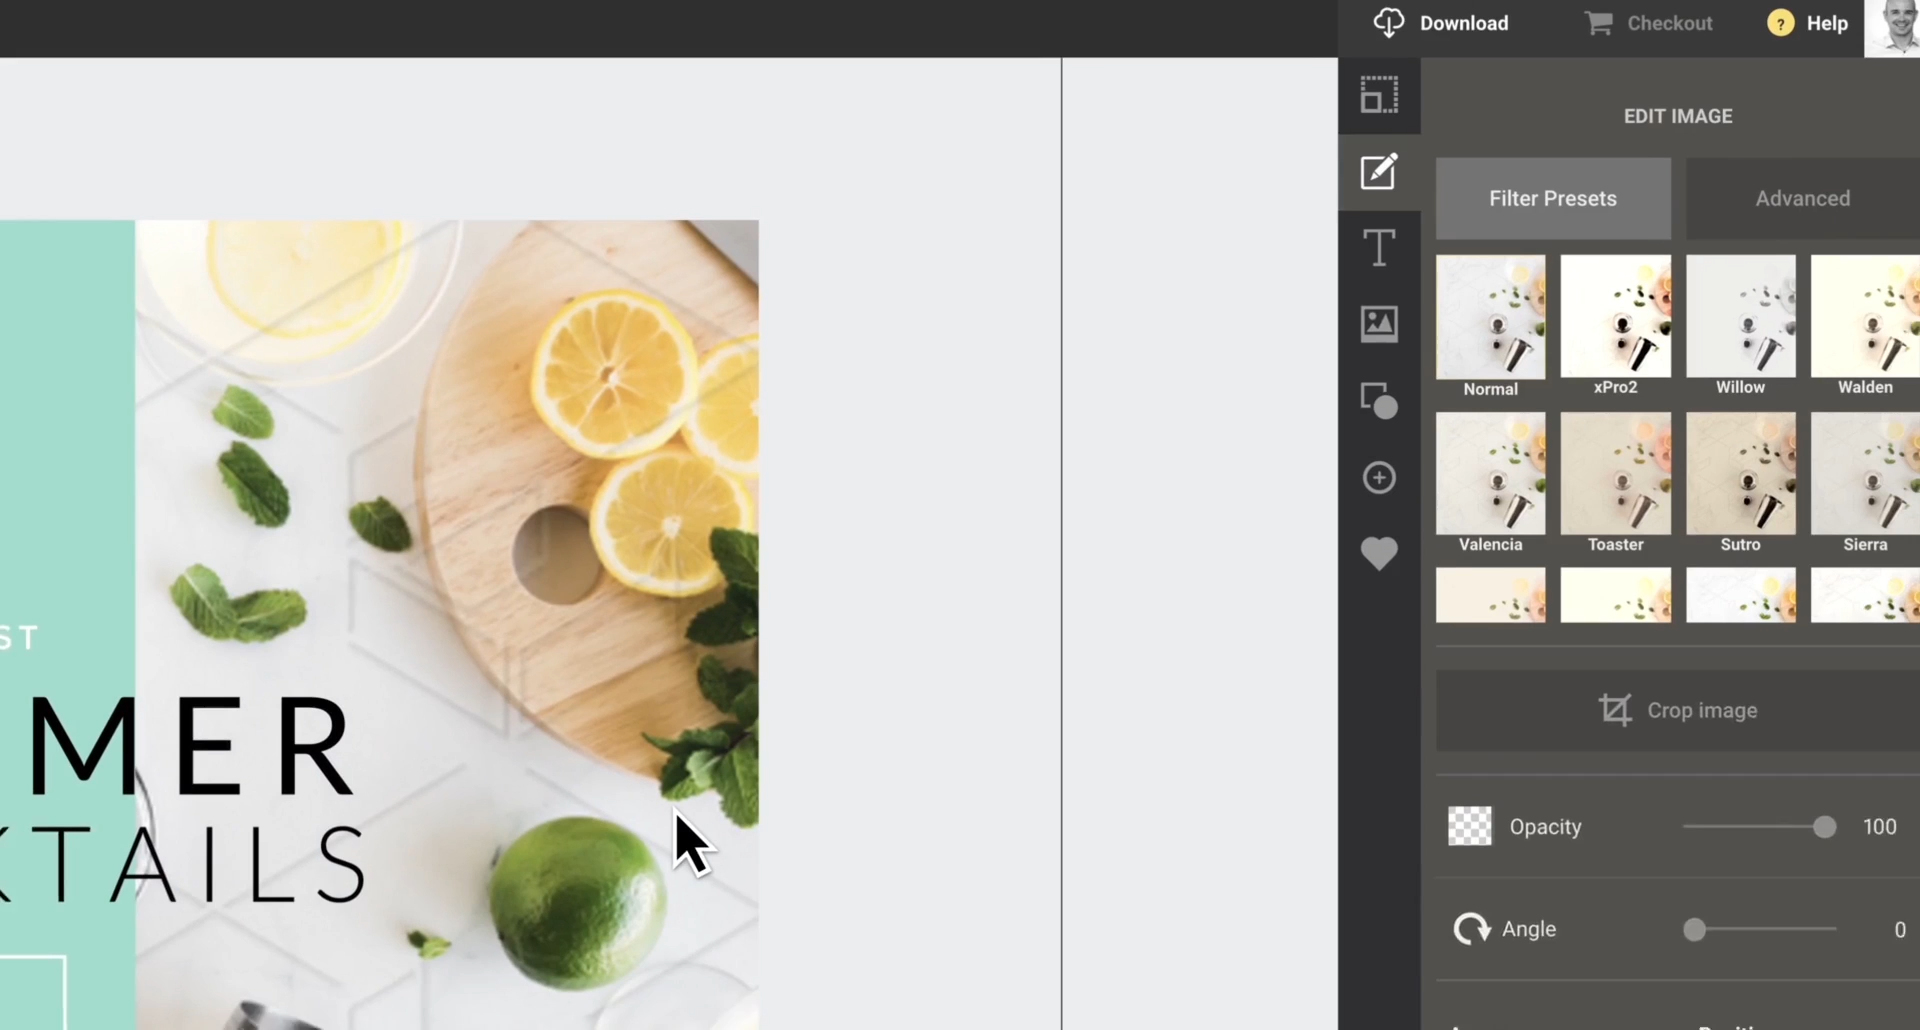 Download
Checkout
? Help
EDIT IMAGE
Filter Presets
Advanced
Normal
xPro2
Willow
Walden
Valencia
Toaster
Sutro
Sierra
Crop image
Opacity
100
Angle
0
ST
MER
KTAILS